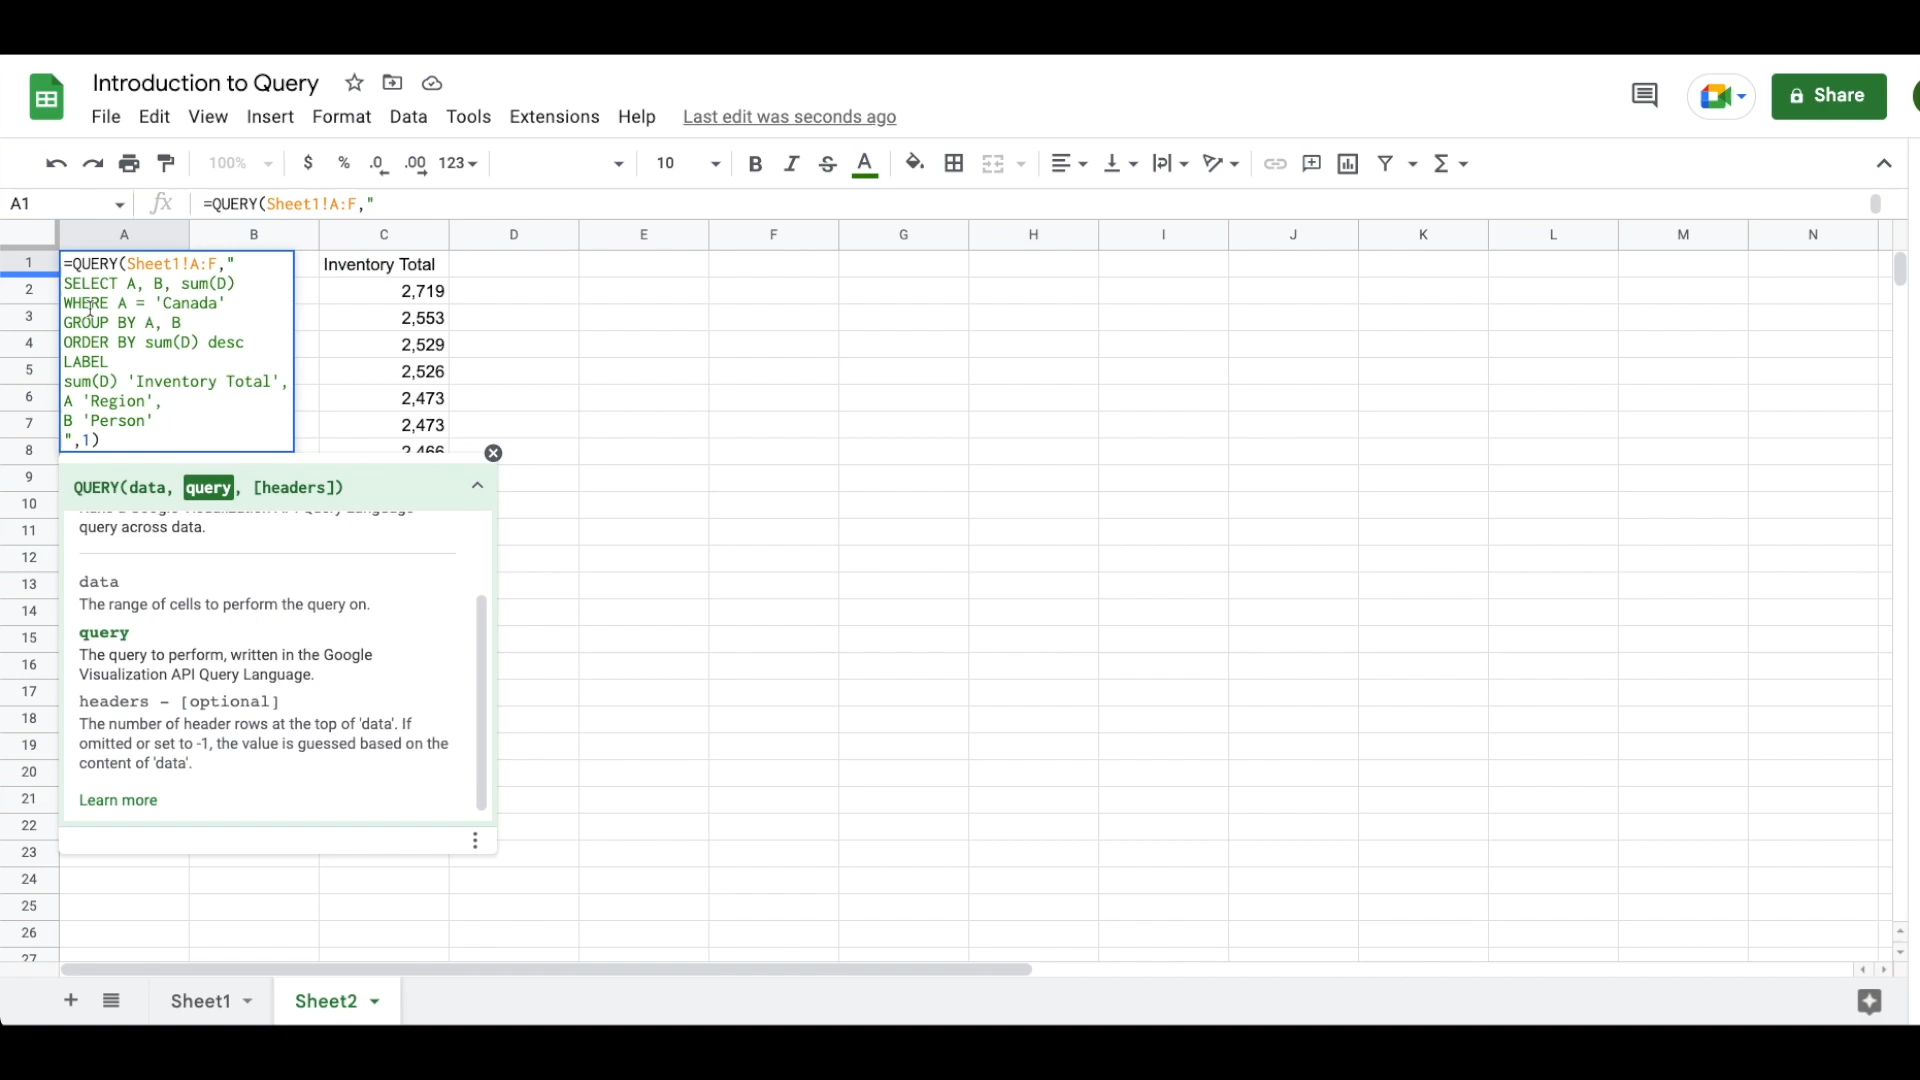 Introduction to Query
File Edit View Insert Format Data Tools Extensions Help Last edit was seconds ago
Share
100% $ % .0 .00 123 10 B I S A
A1 fx =QUERY(Sheet1!A:F,"
A B C D E F G H I J K L M N
1 =QUERY(Sheet1!A:F," Inventory Total
SELECT A, B, sum(D)
2 2,719
WHERE A = 'Canada'
3 2,553
GROUP BY A, B
4 ORDER BY sum(D) desc 2,529
LABEL
5 2,526
sum(D) 'Inventory Total',
6 A 'Region', 2,473
7 B 'Person' 2,473
",1)
8 2,466
9 QUERY(data, query, [headers])
10
11 query across data.
12
13 data
14 The range of cells to perform the query on.
15 query
The query to perform, written in the Google
16 Visualization API Query Language.
17 headers - [optional]
18 The number of header rows at the top of 'data'. If
19 omitted or set to -1, the value is guessed based on the
content of 'data'.
20
21 Learn more
22
23
24
25
26
27
Sheet1 Sheet2